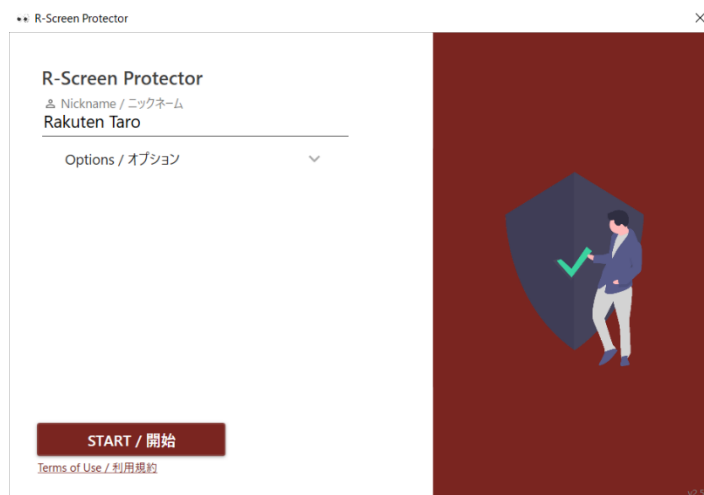 R-Screen Protector
R-Screen Protector
Nickname / ニックネーム
Rakuten Taro
Options / オプション
START / 開始
Terms of Use / 利用規約